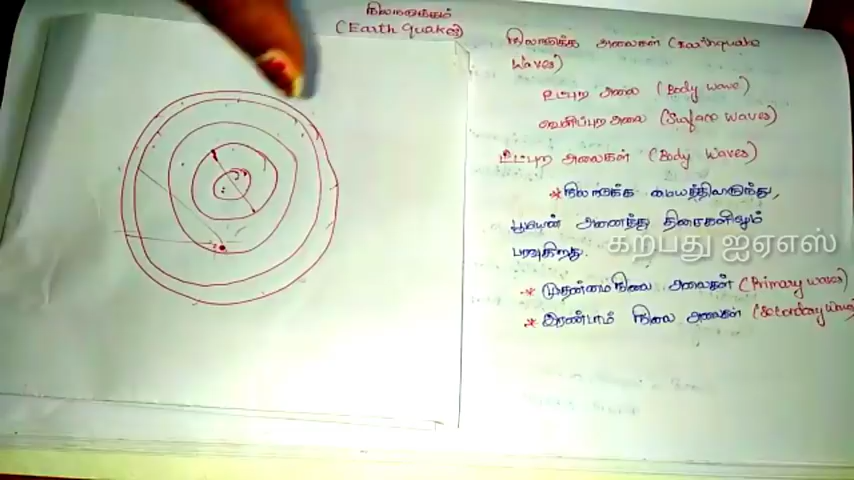 நிலநடுக்கம்
(Earth Quakes)
நிலநடுக்க அலைகள் (Earthquake
Waves)
உட்புற அலை (Body wave)
வெளிப்புற அலை (Surface waves)
உட்புற அலைகள் (Body Waves)
* நிலநடுக்க மையத்திலிருந்து,
பூமியின் அனைத்து திசைகளிலும்
பரவுகிறது.
கற்பது ஐஏஎஸ்
* முதன்மைநிலை அலைகள் (Primary waves)
* இரண்டாம் நிலை அலைகள் (Secondary wave)